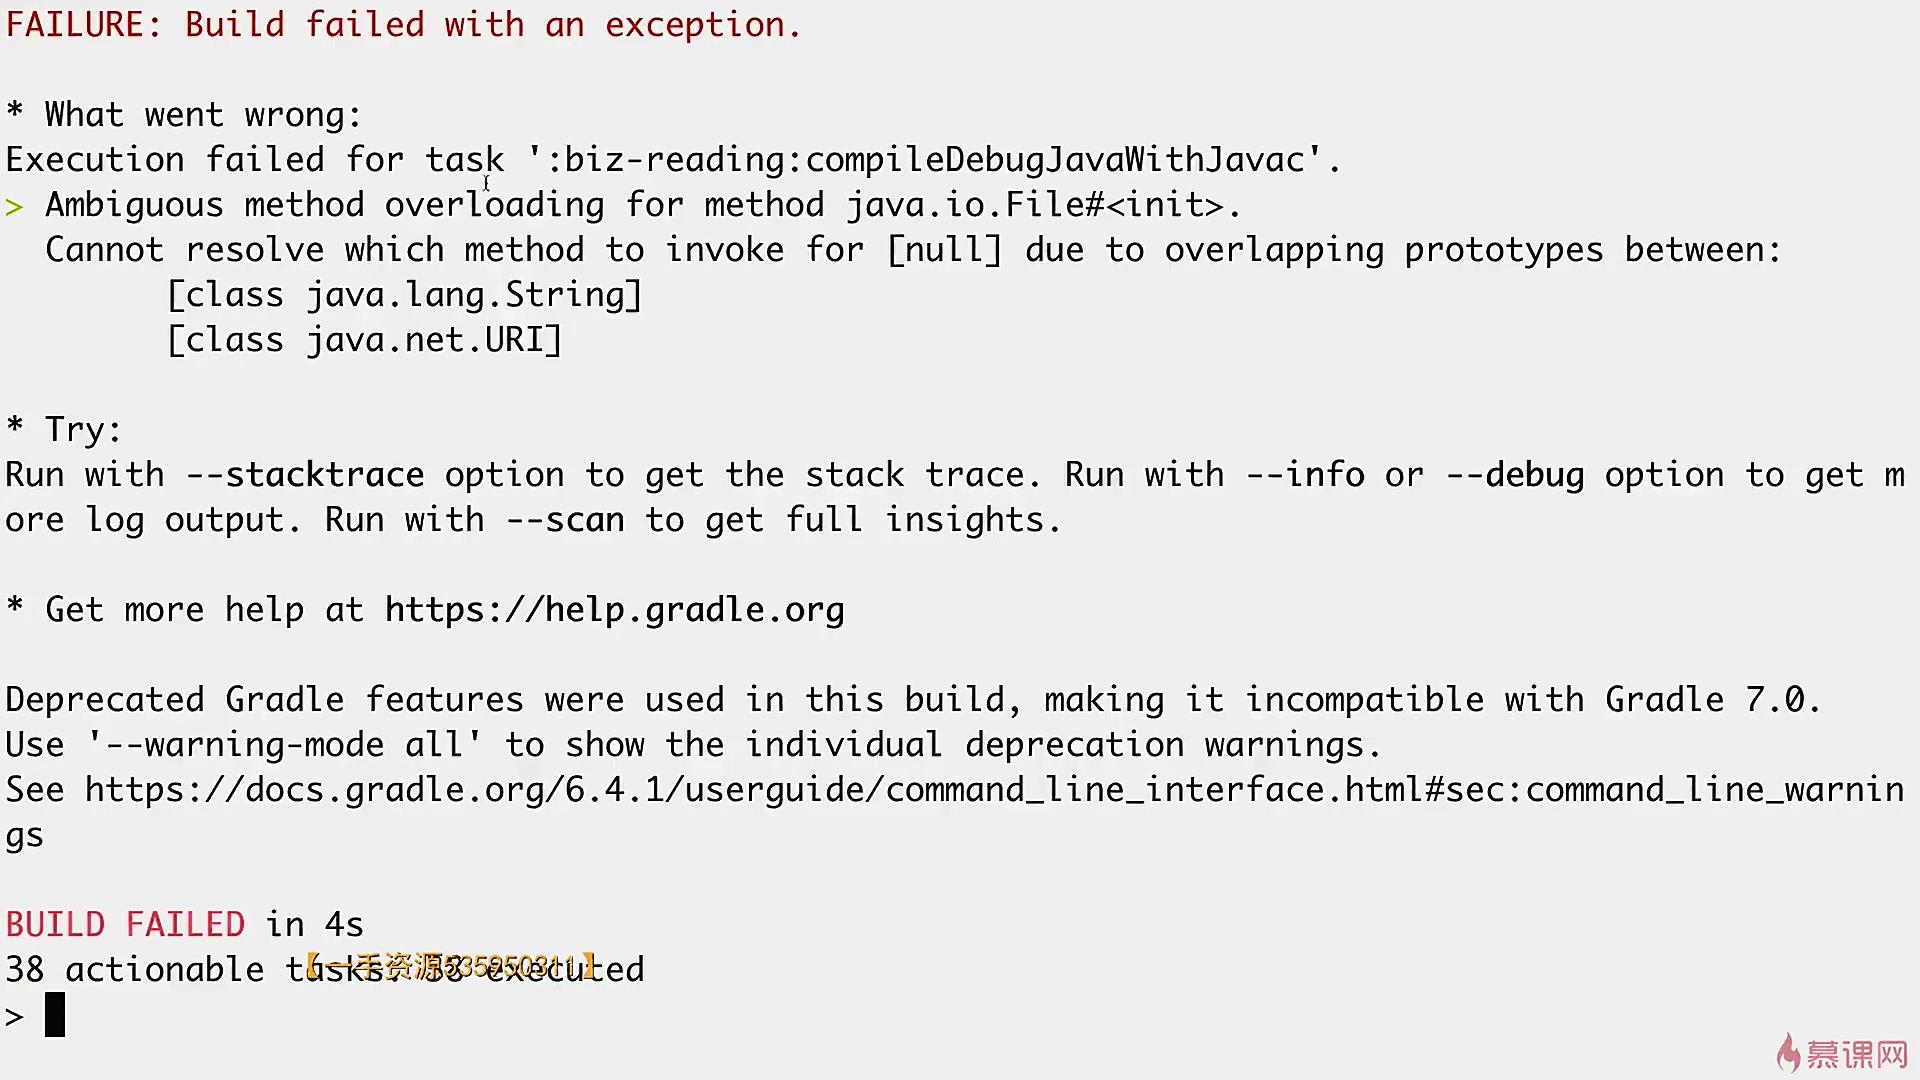 FAILURE: Build failed with an exception.
* What went wrong:
Execution failed for task ':biz-reading:compileDebugJavaWithJavac'.
> Ambiguous method overloading for method java.io.File#<init>.
Cannot resolve which method to invoke for [null] due to overlapping prototypes between:
[class java.lang.String]
[class java.net.URI]
* Try:
Run with --stacktrace option to get the stack trace. Run with --info or --debug option to get m
ore log output. Run with --scan to get full insights.
* Get more help at https://help.gradle.org
Deprecated Gradle features were used in this build, making it incompatible with Gradle 7.0.
Use '--warning-mode all' to show the individual deprecation warnings.
See https://docs.gradle.org/6.4.1/userguide/command_line_interface.html#sec:command_line_warnin
gs
BUILD FAILED in 4s
38 actionable tasks: 38 executed
【一手资源535950311】
>
慕课网